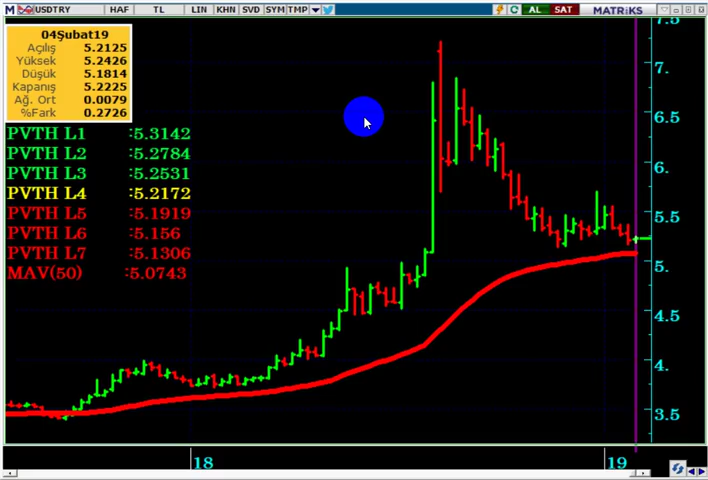 M USDTRY HAF TL LIN KHN SVD SYM TMP AL SAT MATRiKS
04Şubat19
Açılış 5.2125
Yüksek 5.2426
Düşük 5.1814
Kapanış 5.2225
Ağ. Ort 0.0079
%Fark 0.2726
PVTH L1 :5.3142
PVTH L2 :5.2784
PVTH L3 :5.2531
PVTH L4 :5.2172
PVTH L5 :5.1919
PVTH L6 :5.156
PVTH L7 :5.1306
MAV(50) :5.0743
7.5
7.
6.5
6.
5.5
5.
4.5
4.
3.5
18 19